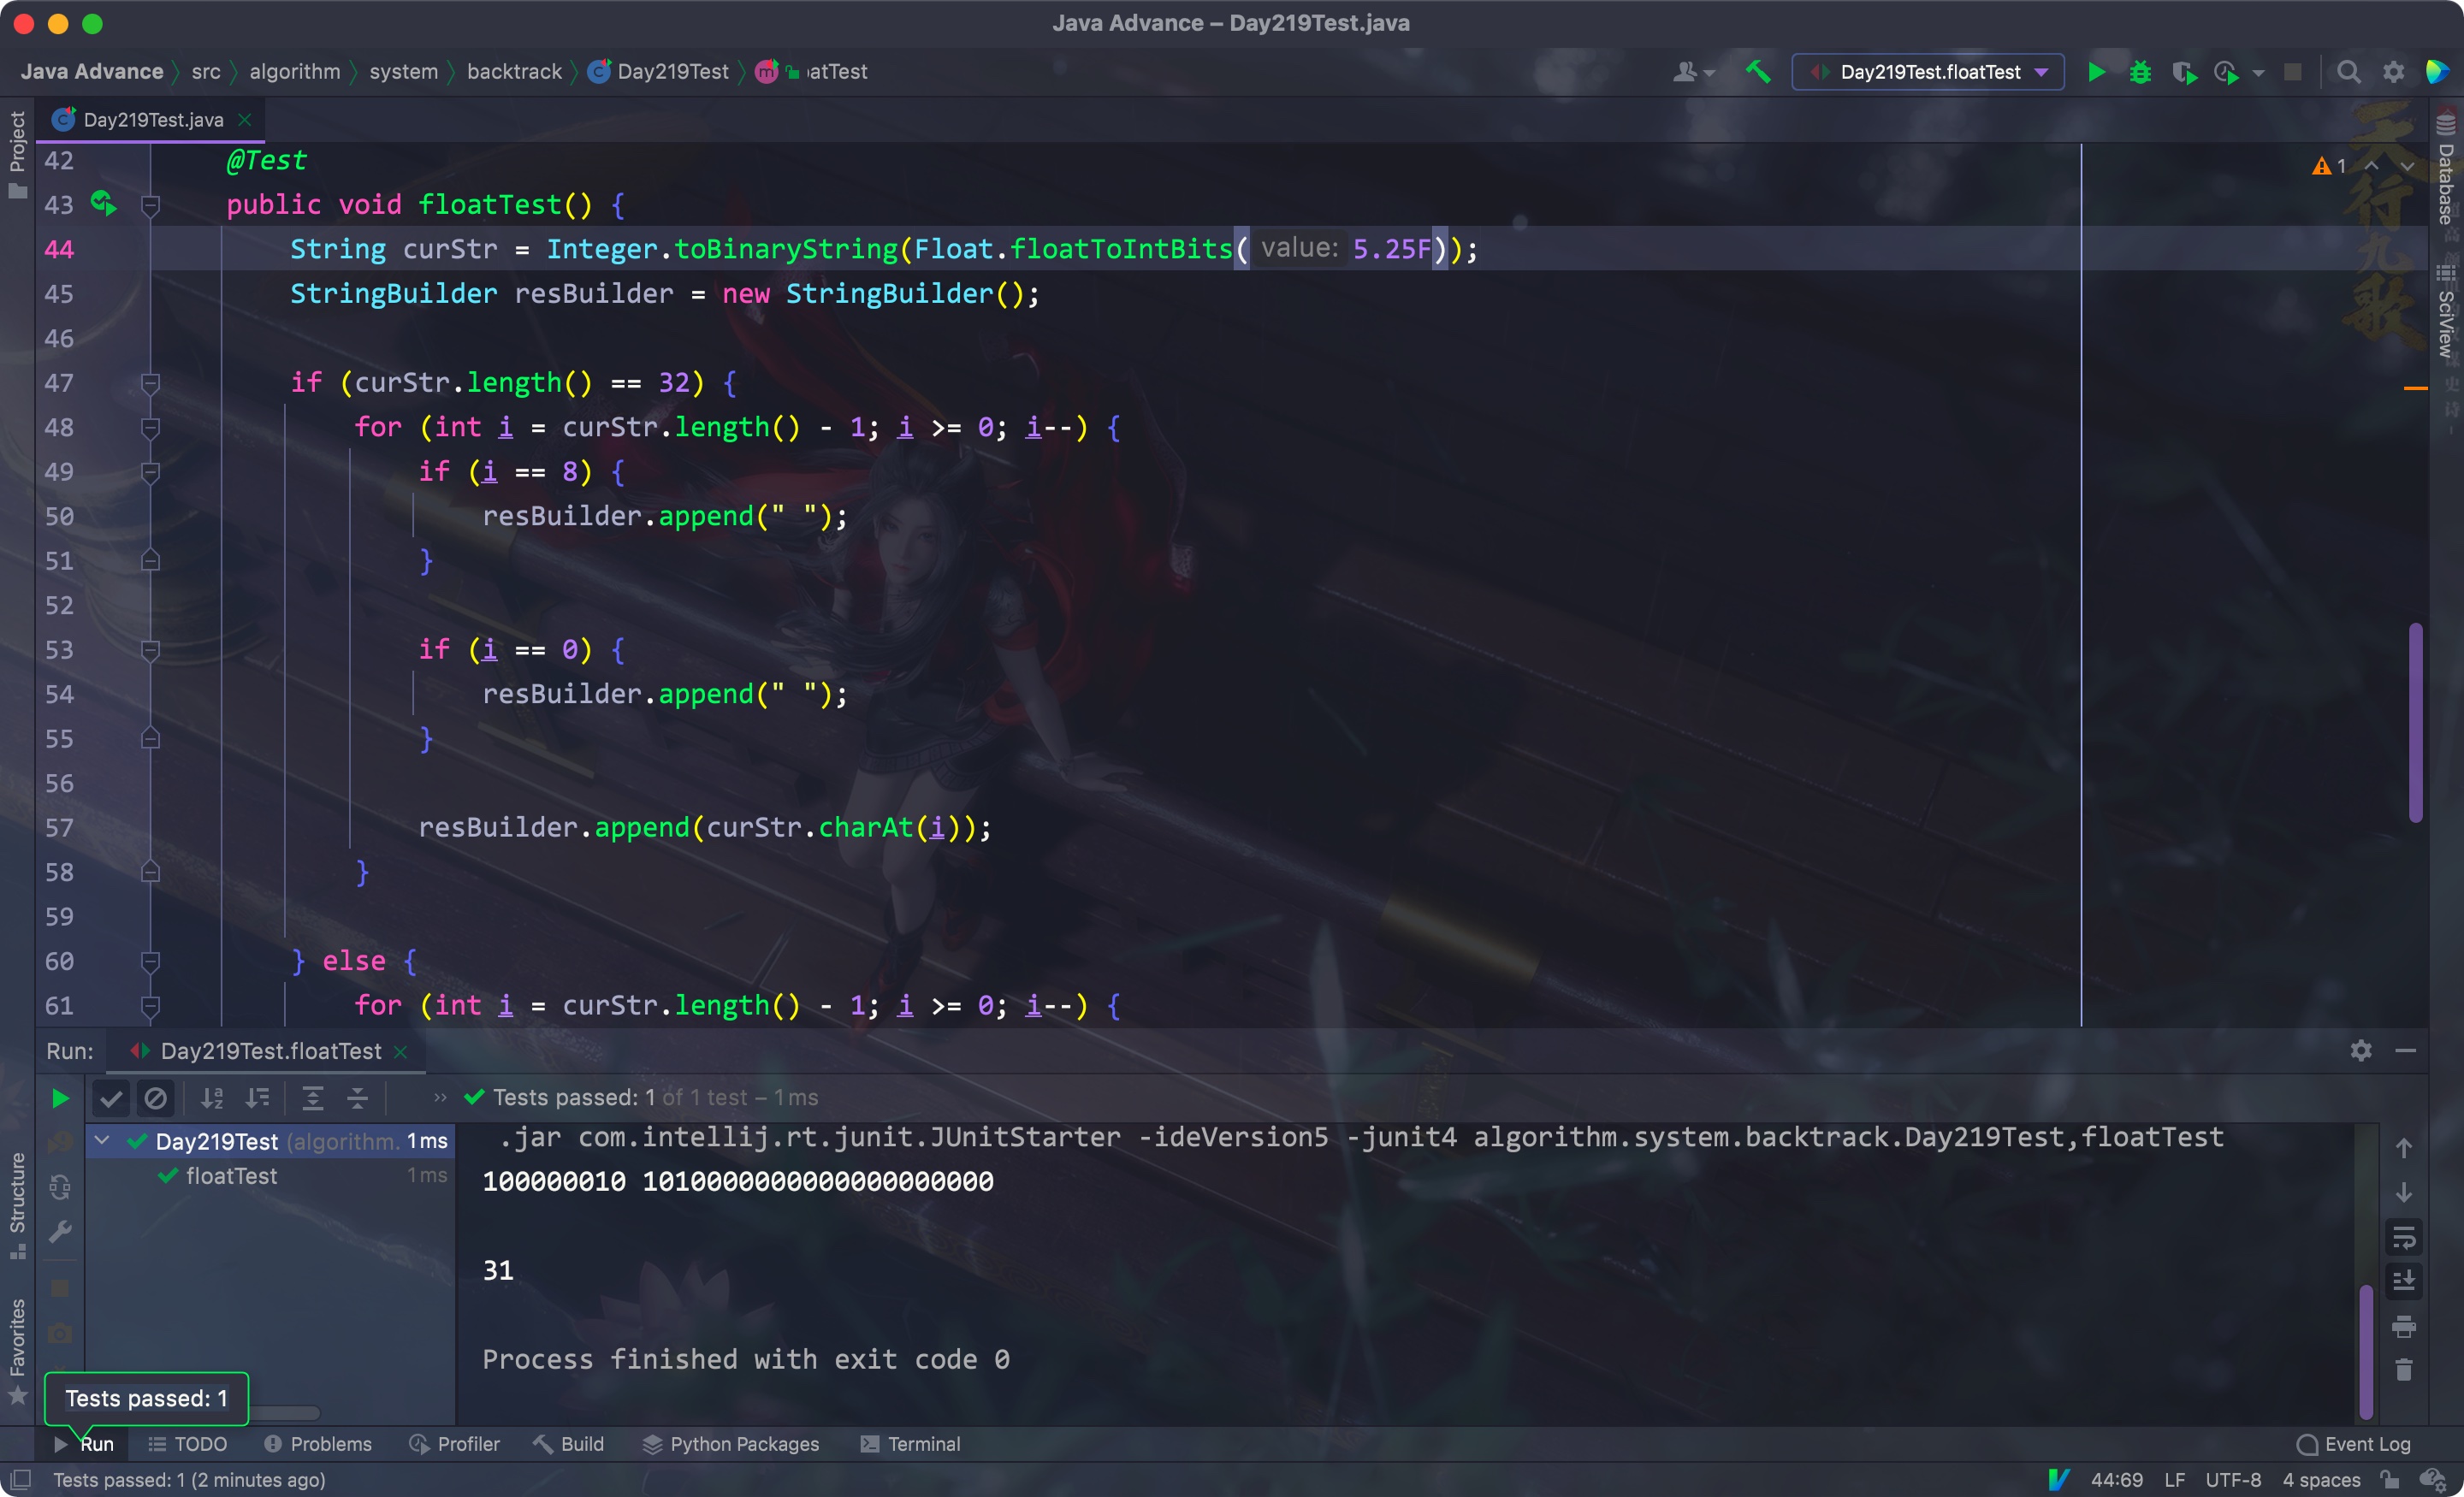 Java Advance – Day219Test.java
Java Advance src algorithm system backtrack Day219Test atTest
Day219Test.floatTest
Project
Day219Test.java
天行九歌
1
Database
SciView
42 @Test
43 public void floatTest() {
44 String curStr = Integer.toBinaryString(Float.floatToIntBits( value: 5.25F));
45 StringBuilder resBuilder = new StringBuilder();
46
47 if (curStr.length() == 32) {
48 for (int i = curStr.length() - 1; i >= 0; i--) {
49 if (i == 8) {
50 resBuilder.append(" ");
51 }
52
53 if (i == 0) {
54 resBuilder.append(" ");
55 }
56
57 resBuilder.append(curStr.charAt(i));
58 }
59
60 } else {
61 for (int i = curStr.length() - 1; i >= 0; i--) {
Run: Day219Test.floatTest
Tests passed: 1 of 1 test – 1 ms
Day219Test (algorithm. 1 ms
floatTest 1 ms
.jar com.intellij.rt.junit.JUnitStarter -ideVersion5 -junit4 algorithm.system.backtrack.Day219Test,floatTest
100000010 1010000000000000000000
31
Process finished with exit code 0
Structure
Favorites
Tests passed: 1
Run TODO Problems Profiler Build Python Packages Terminal Event Log
Tests passed: 1 (2 minutes ago) 44:69 LF UTF-8 4 spaces